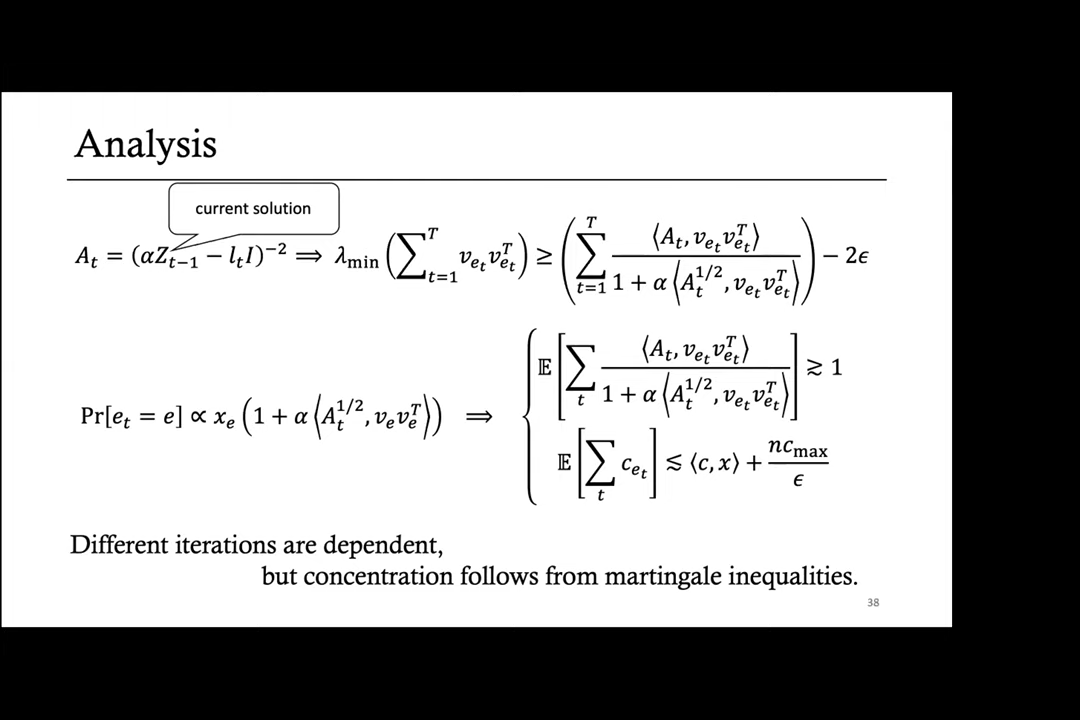 Analysis
current solution
A_t = (αZ_{t−1} − l_t I)^{−2} ⟹ λ_min (∑_{t=1}^{T} v_{e_t} v_{e_t}^T) ≥ (∑_{t=1}^{T} ⟨A_t, v_{e_t} v_{e_t}^T⟩ / (1 + α ⟨A_t^{1/2}, v_{e_t} v_{e_t}^T⟩)) − 2ϵ
𝔼[∑_t ⟨A_t, v_{e_t} v_{e_t}^T⟩ / (1 + α ⟨A_t^{1/2}, v_{e_t} v_{e_t}^T⟩)] ≳ 1
Pr[e_t = e] ∝ x_e (1 + α ⟨A_t^{1/2}, v_e v_e^T⟩) ⟹
𝔼[∑_t c_{e_t}] ≲ ⟨c, x⟩ + nc_max / ϵ
Different iterations are dependent,
but concentration follows from martingale inequalities.
38